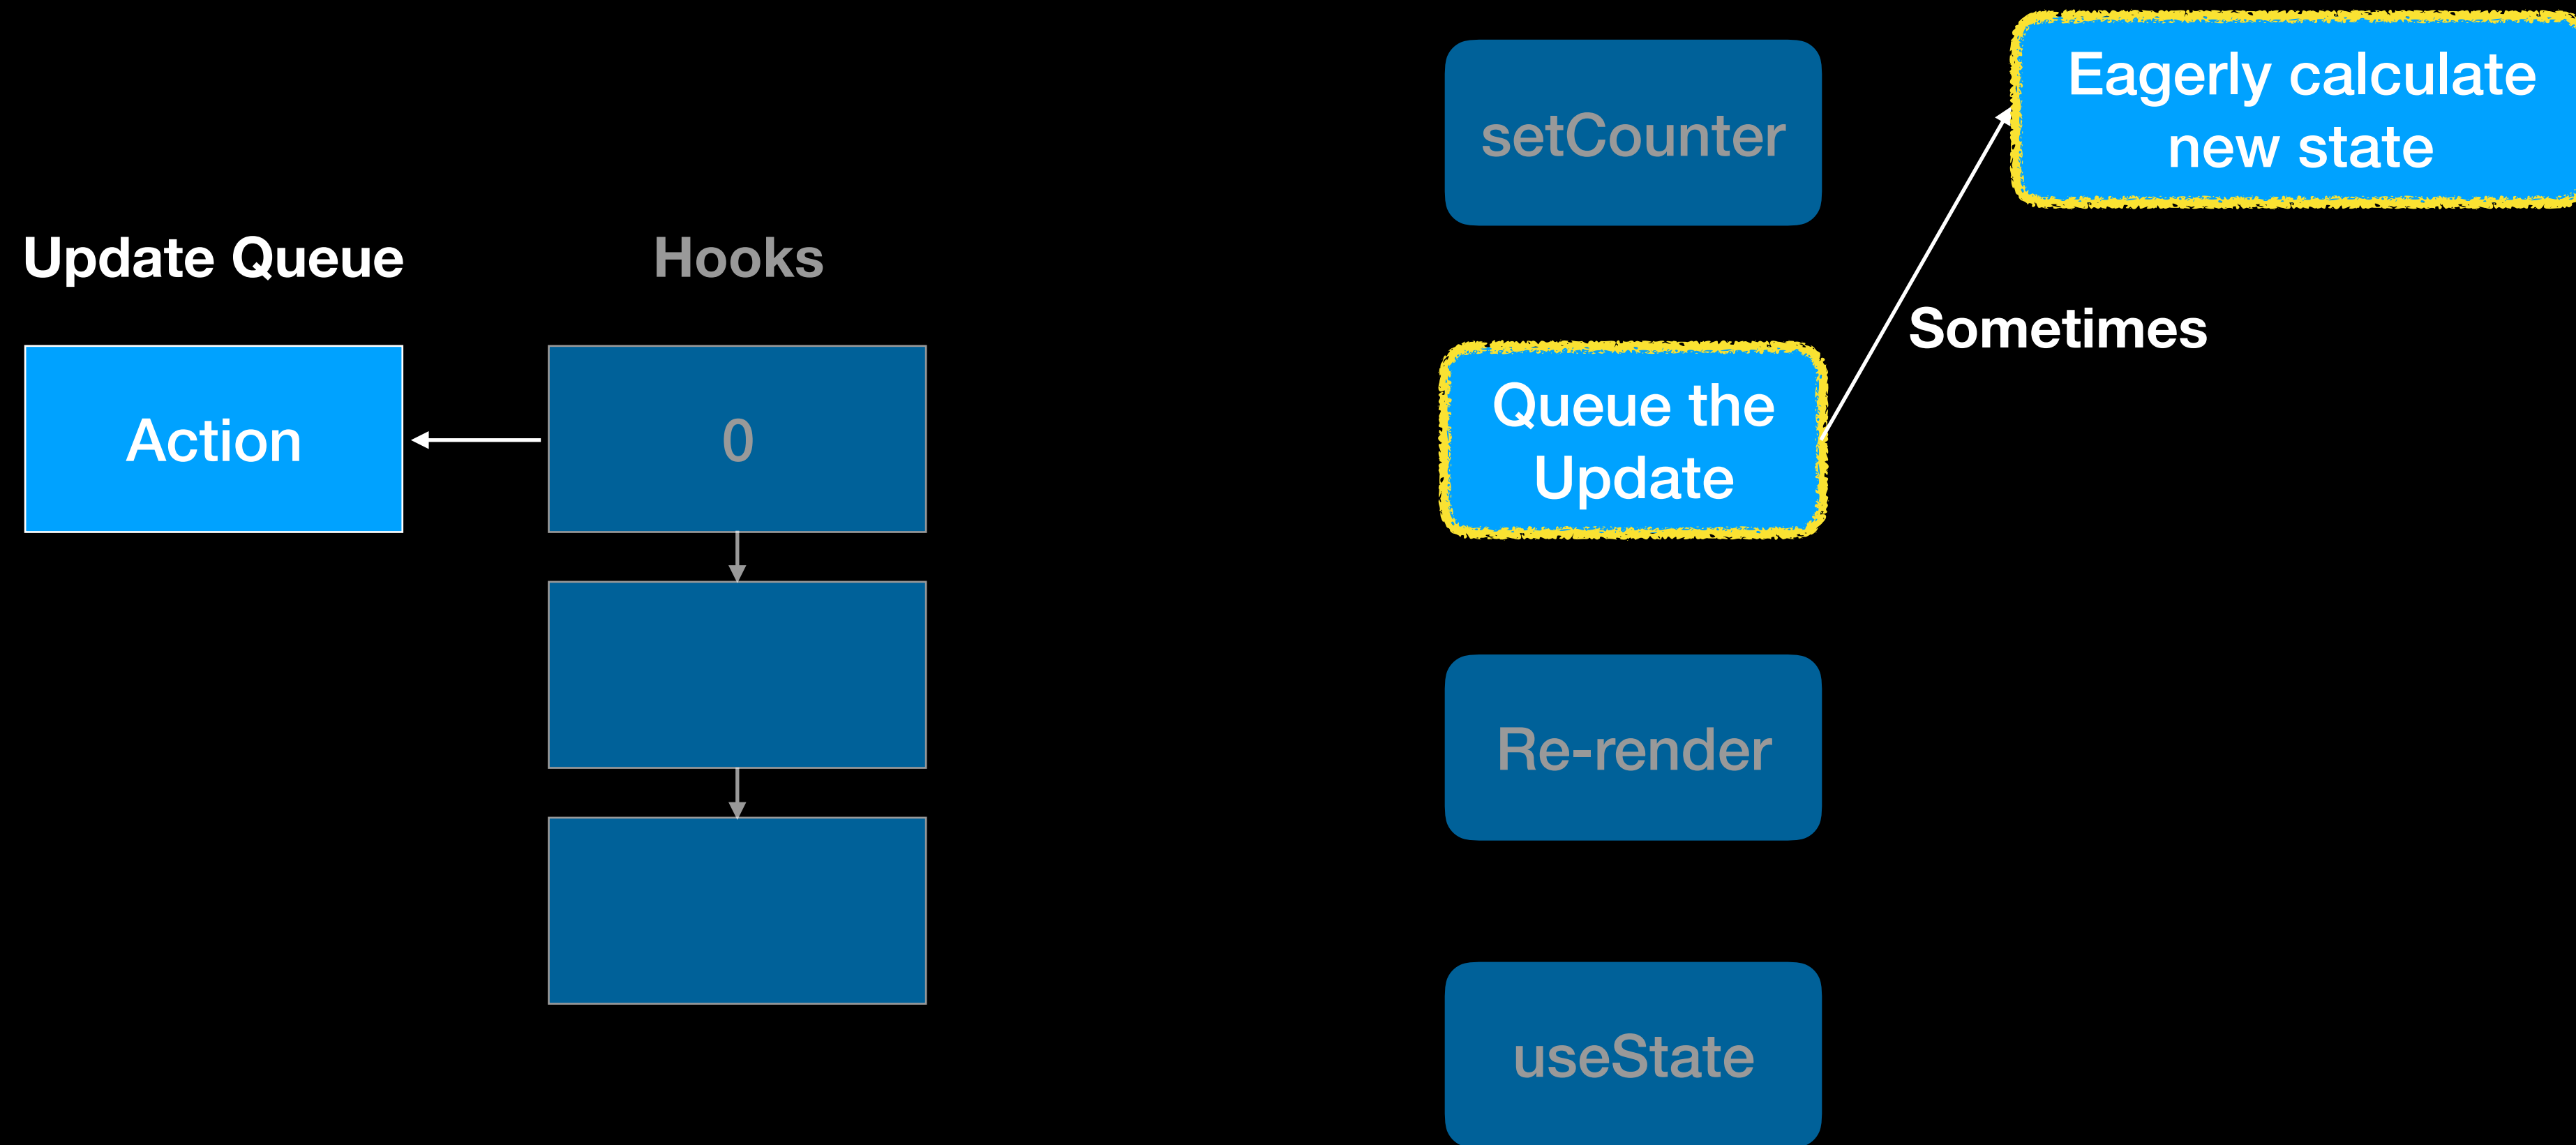 Update Queue
Hooks
Action
0
setCounter
Queue the
Update
Re-render
useState
Sometimes
Eagerly calculate
new state